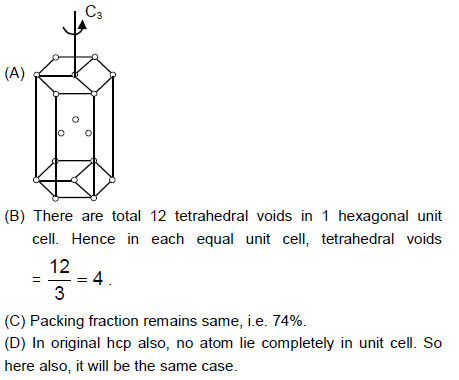 C₃
(A)
(B) There are total 12 tetrahedral voids in 1 hexagonal unit
cell. Hence in each equal unit cell, tetrahedral voids
= 12/3 = 4 .
(C) Packing fraction remains same, i.e. 74%.
(D) In original hcp also, no atom lie completely in unit cell. So
here also, it will be the same case.